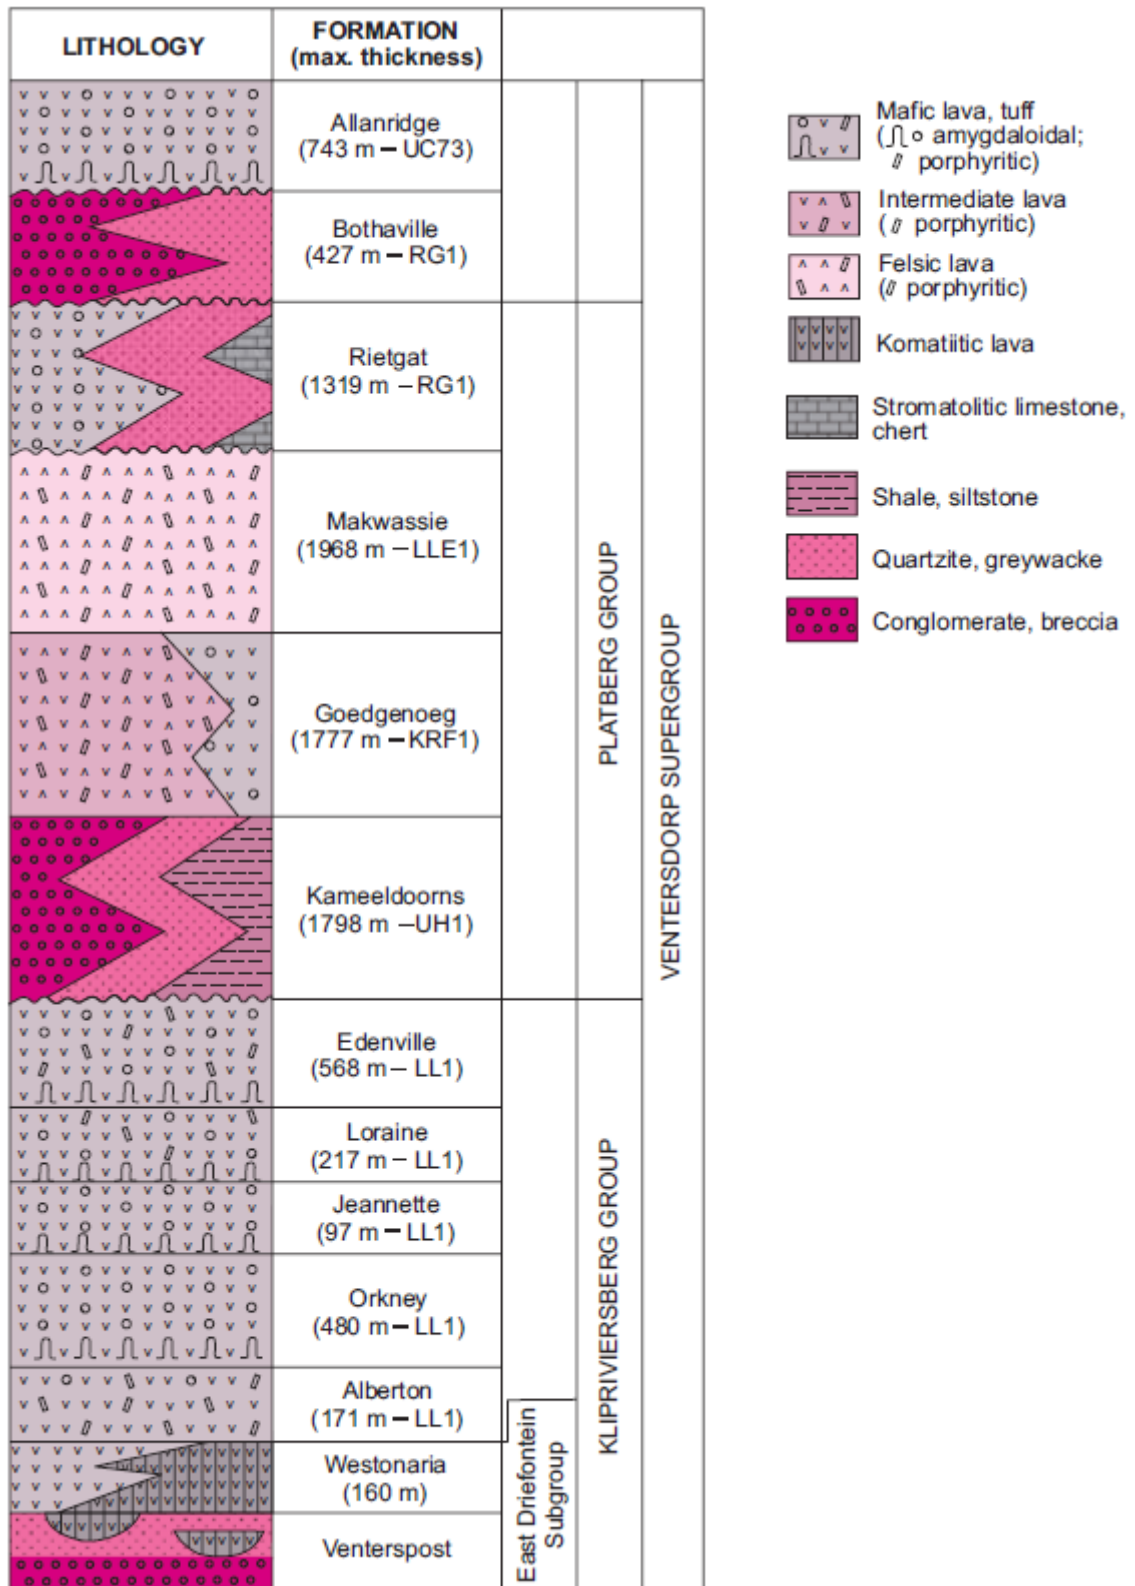 LITHOLOGY
FORMATION
(max. thickness)
Allanridge
(743 m – UC73)
Bothaville
(427 m – RG1)
Rietgat
(1319 m – RG1)
Makwassie
(1968 m – LLE1)
Goedgenoeg
(1777 m – KRF1)
Kameeldoorns
(1798 m –UH1)
Edenville
(568 m – LL1)
Loraine
(217 m – LL1)
Jeannette
(97 m – LL1)
Orkney
(480 m – LL1)
Alberton
(171 m – LL1)
Westonaria
(160 m)
Venterspost
East Driefontein
Subgroup
PLATBERG GROUP
KLIPRIVIERSBERG GROUP
VENTERSDORP SUPERGROUP
Mafic lava, tuff
( amygdaloidal;
porphyritic)
Intermediate lava
( porphyritic)
Felsic lava
( porphyritic)
Komatiitic lava
Stromatolitic limestone,
chert
Shale, siltstone
Quartzite, greywacke
Conglomerate, breccia